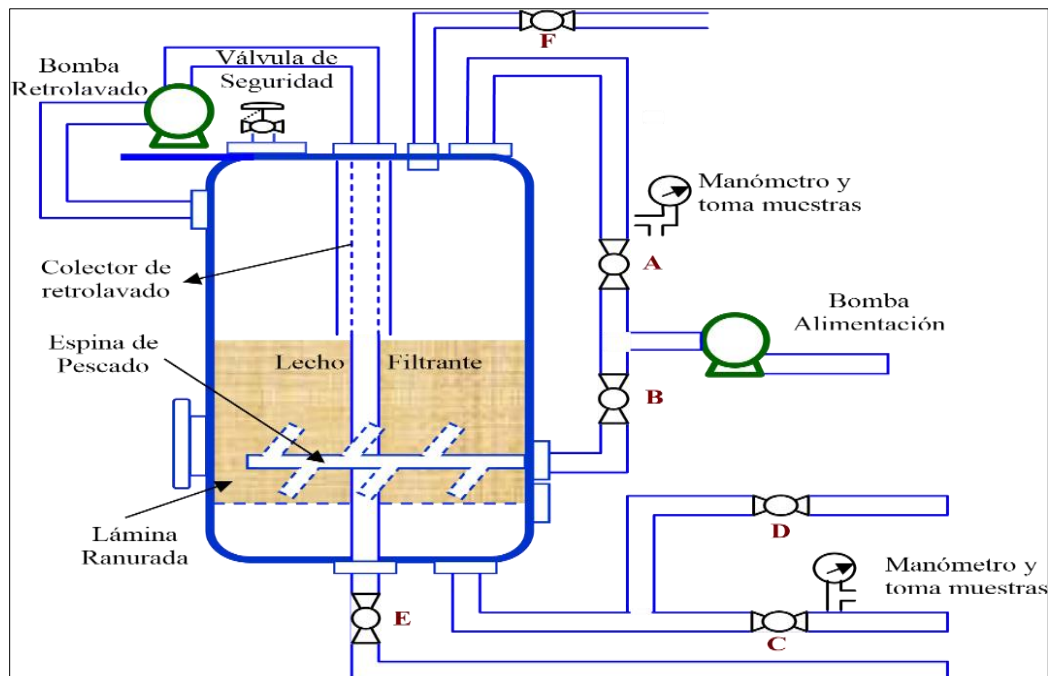 F
Bomba
Retrolavado
Válvula de
Seguridad
Manómetro y
toma muestras
A
Colector de
retrolavado
Bomba
Alimentación
Espina de
Pescado
Lecho
Filtrante
B
Lámina
Ranurada
D
Manómetro y
toma muestras
E
C